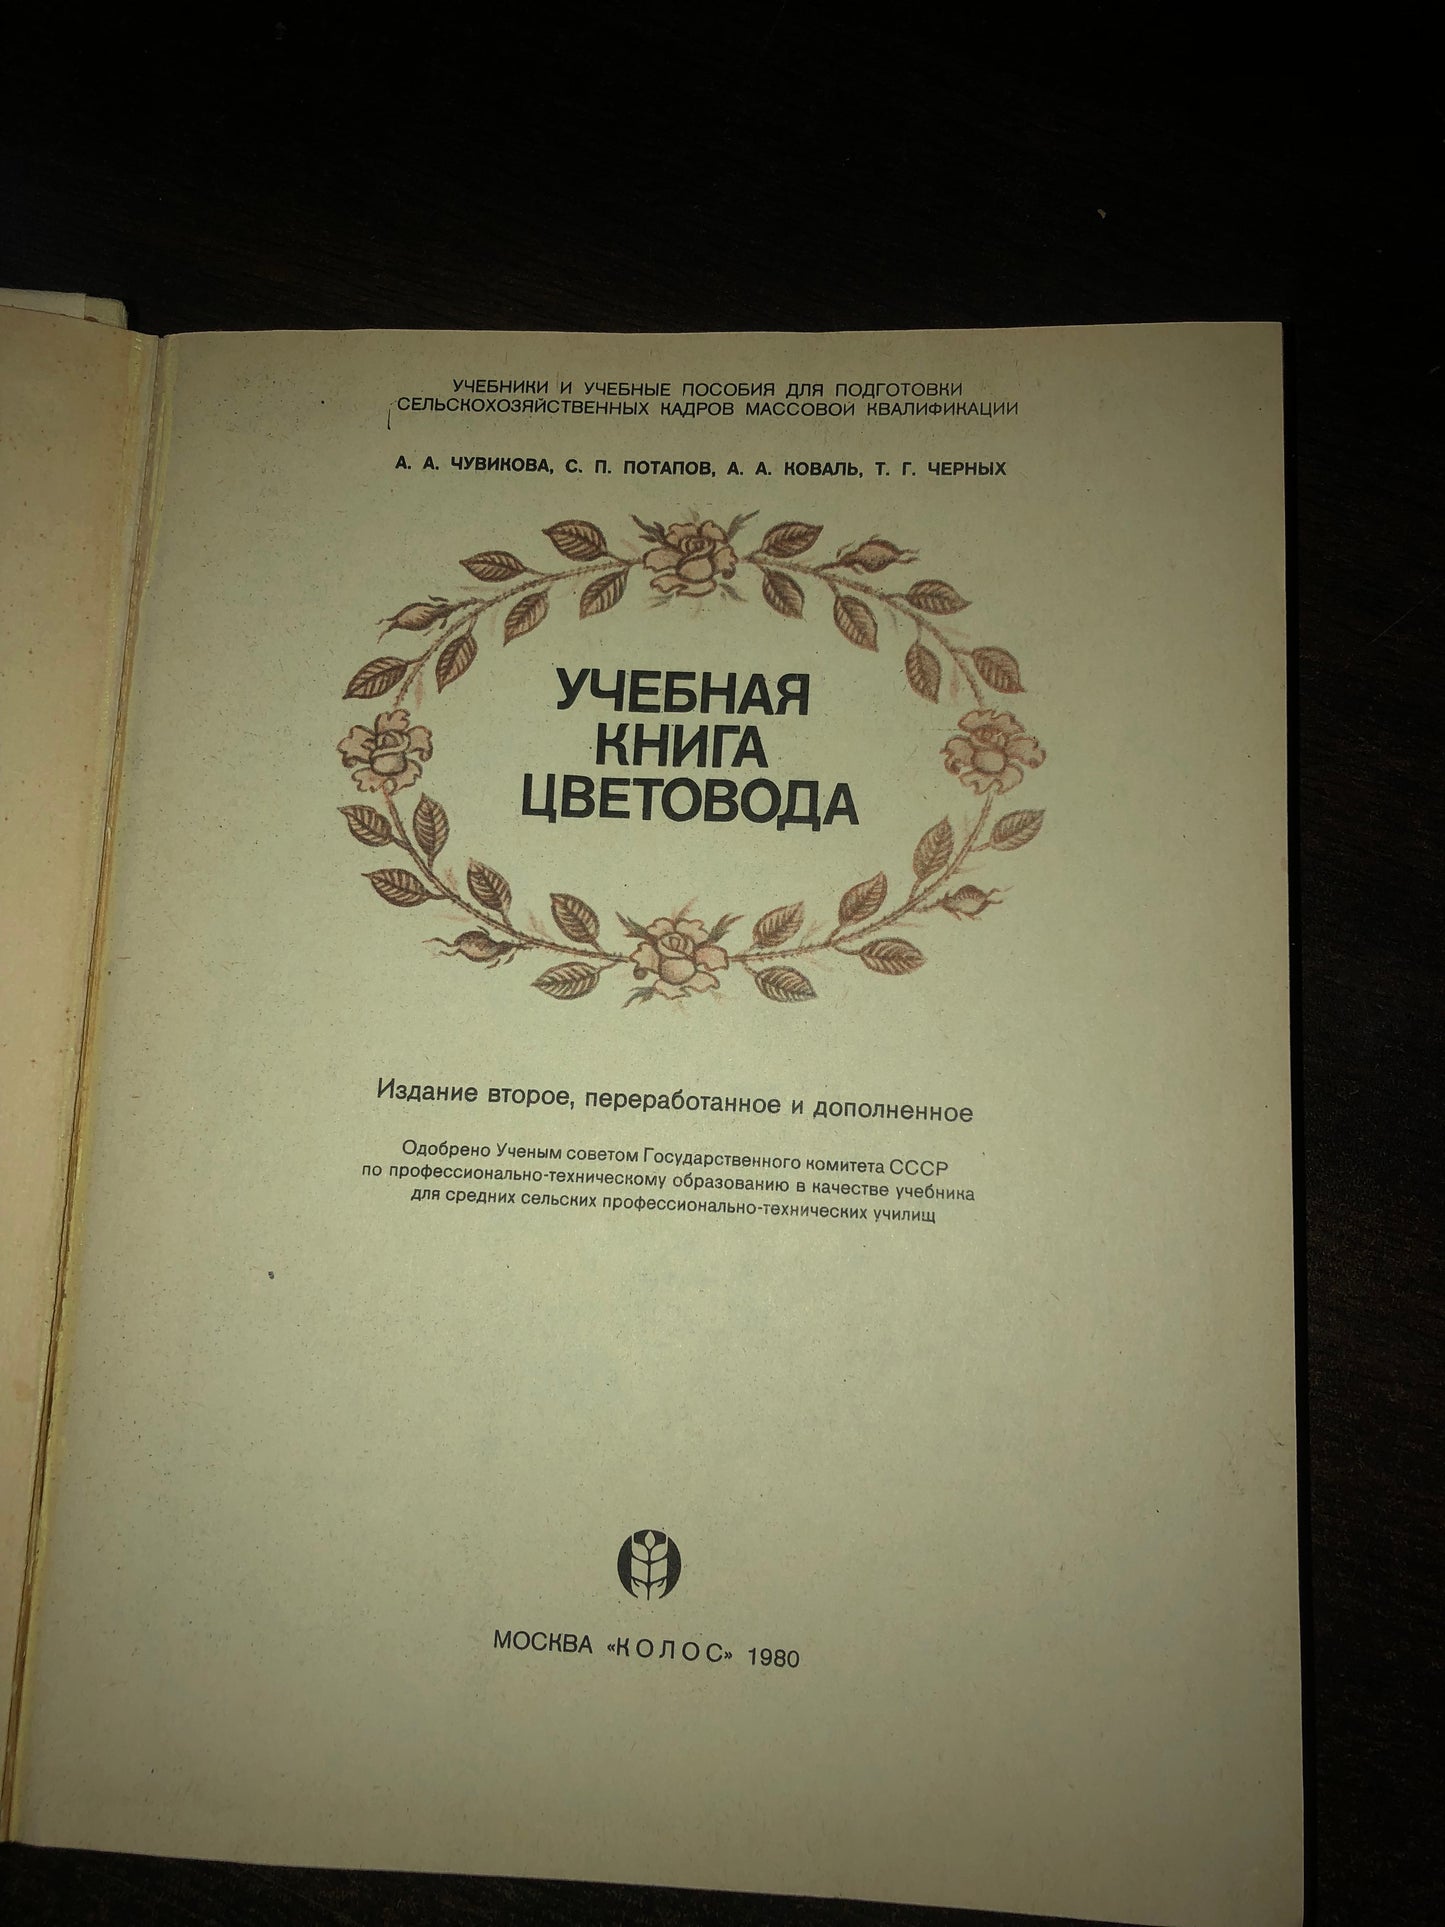 УЧЕБНИКИ И УЧЕБНЫЕ ПОСОБИЯ ДЛЯ ПОДГОТОВКИ
СЕЛЬСКОХОЗЯЙСТВЕННЫХ КАДРОВ МАССОВОЙ КВАЛИФИКАЦИИ
А. А. ЧУВИКОВА, С. П. ПОТАПОВ, А. А. КОВАЛЬ, Т. Г. ЧЕРНЫХ
УЧЕБНАЯ
КНИГА
ЦВЕТОВОДА
Издание второе, переработанное и дополненное
Одобрено Ученым советом Государственного комитета СССР
по профессионально-техническому образованию в качестве учебника
для средних сельских профессионально-технических училищ
МОСКВА «КОЛОС» 1980